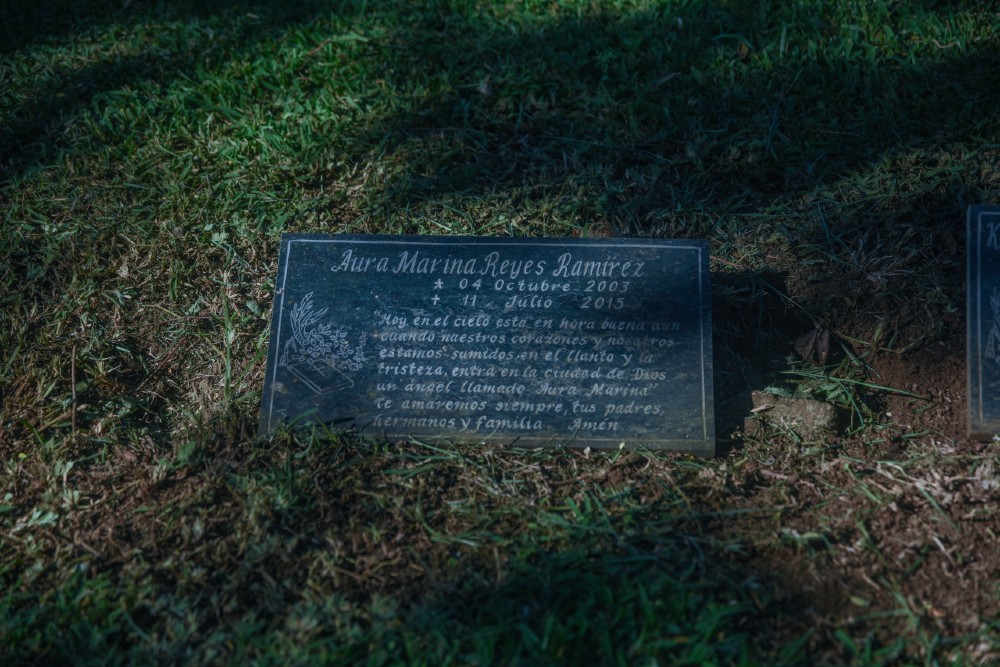 Aura Marina Reyes Ramírez
* 04 Octubre 2003
+ 11 Julio 2015
"Hoy en el cielo está en hora buena aun
cuando nuestros corazones y nosotros
estamos sumidos, en el llanto y la
tristeza, entra en la ciudad de Dios
un ángel llamado "Aura Marina"
Te amaremos siempre, tus padres,
hermanos y familia Amén
K